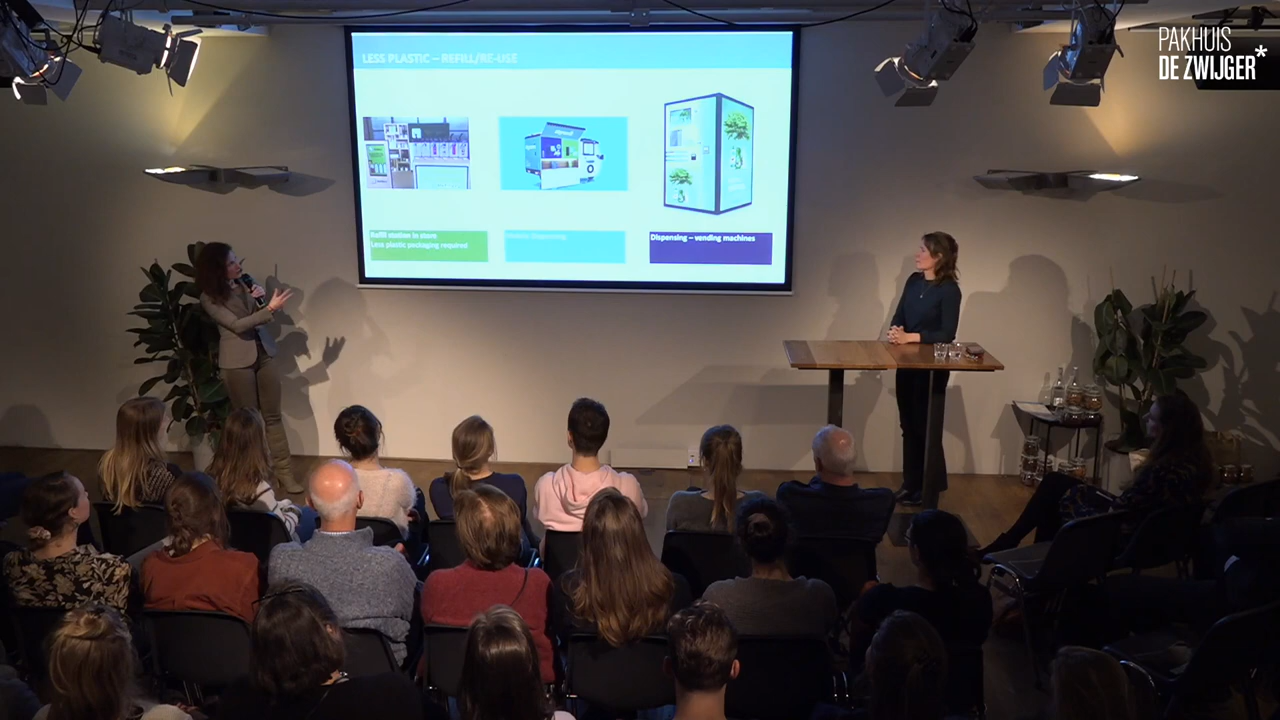 PAKHUIS
DE ZWIJGER*
LESS PLASTIC – REFILL/RE-USE
Refill station in store
Less plastic packaging required
Dispensing – vending machines